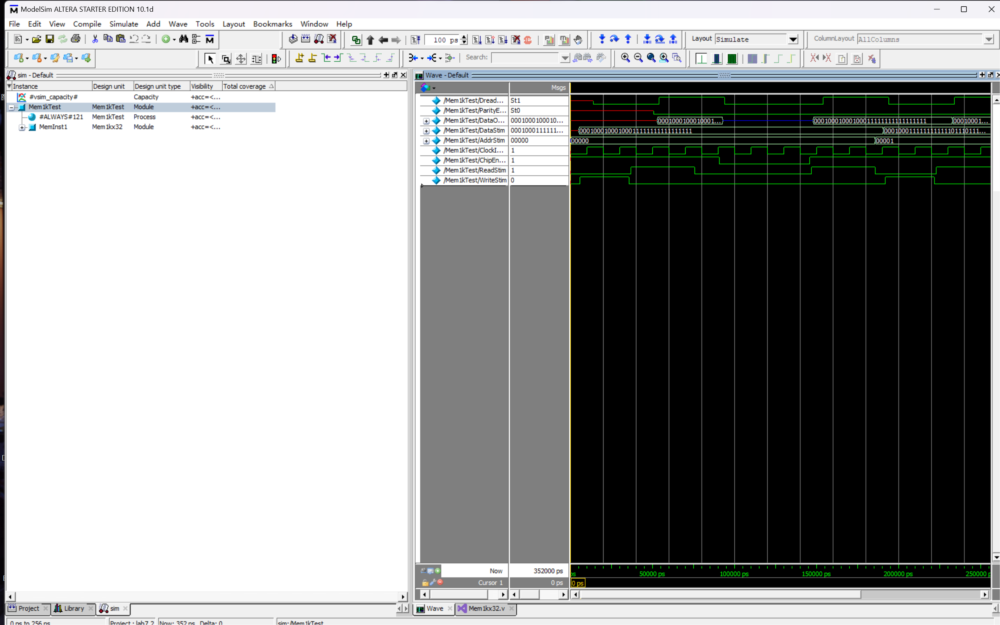 ModelSim ALTERA STARTER EDITION 10.1d
File Edit View Compile Simulate Add Wave Tools Layout Bookmarks Window Help
100 ps
Layout Simulate
ColumnLayout AllColumns
Search:
sim - Default
Instance Design unit Design unit type Visibility Total coverage
#vsim_capacity# Capacity +acc=<...
Mem1kTest Mem1kTest Module +acc=<...
#ALWAYS#121 Mem1kTest Process +acc=<...
MemInst1 Mem1kx32 Module +acc=<...
Wave - Default
Msgs
/Mem1kTest/Dread... St1
/Mem1kTest/ParityE... St0
/Mem1kTest/DataO... 0001000100010... 0001000100010001... 00010001000100011111111111111111 00010001...
/Mem1kTest/DataStim 0001000111111... 00010001000100011111111111111111 000100011111111111101110111...
/Mem1kTest/AddrStim 00000 00000 00001
/Mem1kTest/ClockI... 1
/Mem1kTest/ChipEn... 1
/Mem1kTest/ReadStim 1
/Mem1kTest/WriteStim 0
Now 352000 ps
ps 50000 ps 100000 ps 150000 ps 200000 ps 250000 p
Cursor 1 0 ps
0 ps
Project Library sim
Wave Mem1kx32.v
0 ps to 256 ns Project : lab7_2 Now: 352 ns Delta: 0 sim:/Mem1kTest